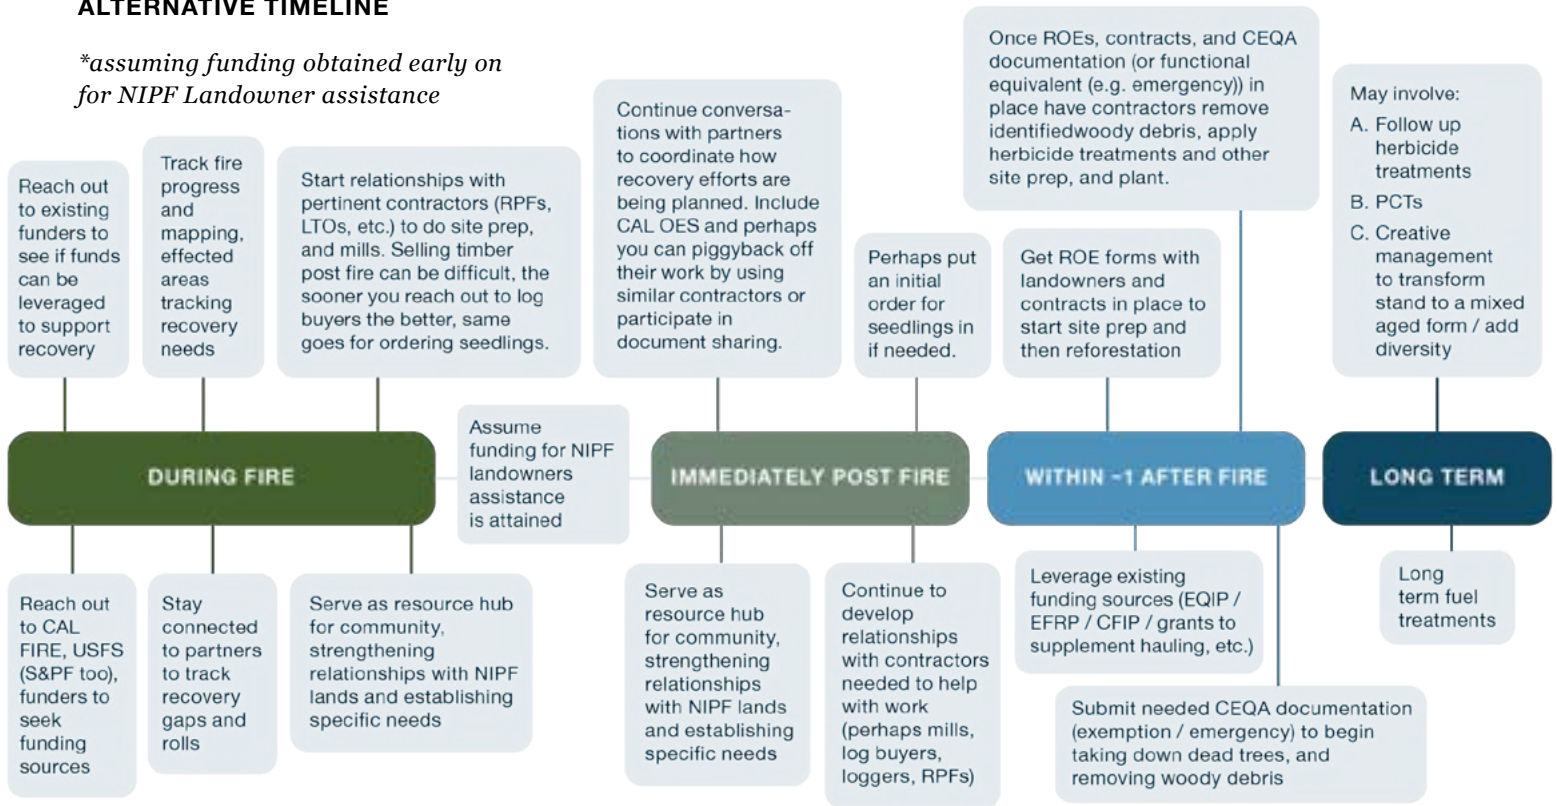 ALTERNATIVE TIMELINE
*assuming funding obtained early on
for NIPF Landowner assistance
Reach out
to existing
funders to
see if funds
can be
leveraged
to support
recovery
Track fire
progress
and
mapping,
effected
areas
tracking
recovery
needs
Start relationships with
pertinent contractors (RPFs,
LTOs, etc.) to do site prep,
and mills. Selling timber
post fire can be difficult, the
sooner you reach out to log
buyers the better, same
goes for ordering seedlings.
Continue conversa-
tions with partners
to coordinate how
recovery efforts are
being planned. Include
CAL OES and perhaps
you can piggyback off
their work by using
similar contractors or
participate in
document sharing.
Perhaps put
an initial
order for
seedlings in
if needed.
Once ROEs, contracts, and CEQA
documentation (or functional
equivalent (e.g. emergency)) in
place have contractors remove
identifiedwoody debris, apply
herbicide treatments and other
site prep, and plant.
Get ROE forms with
landowners and
contracts in place to
start site prep and
then reforestation
May involve:
A. Follow up
herbicide
treatments
B. PCTs
C. Creative
management
to transform
stand to a mixed
aged form / add
diversity
DURING FIRE
Assume
funding for NIPF
landowners
assistance
is attained
IMMEDIATELY POST FIRE
WITHIN ~1 AFTER FIRE
LONG TERM
Reach out
to CAL
FIRE, USFS
(S&PF too),
funders to
seek
funding
sources
Stay
connected
to partners
to track
recovery
gaps and
rolls
Serve as resource hub
for community,
strengthening
relationships with NIPF
lands and establishing
specific needs
Serve as
resource hub
for community,
strengthening
relationships
with NIPF lands
and establishing
specific needs
Continue to
develop
relationships
with contractors
needed to help
with work
(perhaps mills,
log buyers,
loggers, RPFs)
Leverage existing
funding sources (EQIP /
EFRP / CFIP / grants to
supplement hauling, etc.)
Submit needed CEQA documentation
(exemption / emergency) to begin
taking down dead trees, and
removing woody debris
Long
term fuel
treatments